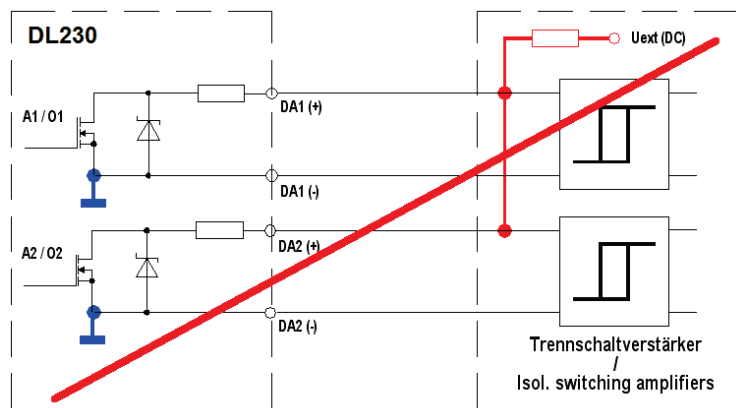 DL230
Uext (DC)
A1 / O1
DA1 (+)
DA1 (-)
A2 / O2
DA2 (+)
DA2 (-)
Trennschaltverstärker
/
Isol. switching amplifiers